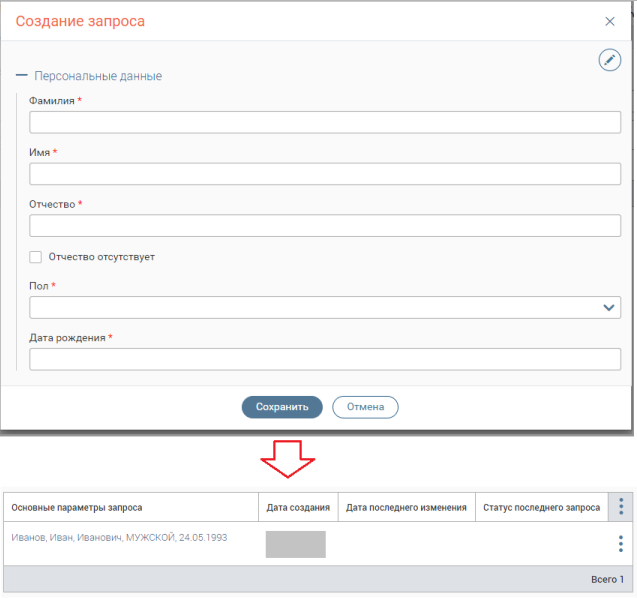 Создание запроса
Персональные данные
Фамилия *
Имя *
Отчество *
Отчество отсутствует
Пол *
Дата рождения *
Сохранить Отмена
Основные параметры запроса Дата создания Дата последнего изменения Статус последнего запроса
Иванов, Иван, Иванович, МУЖСКОЙ, 24.05.1993
Всего 1